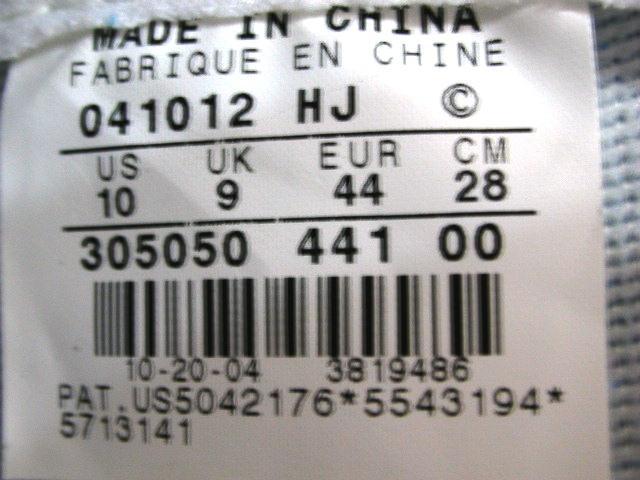 MADE IN CHINA
FABRIQUE EN CHINE
041012 HJ ©
US UK EUR CM
10 9 44 28
305050 441 00
10-20-04 3819486
PAT.US5042176*5543194*
5713141